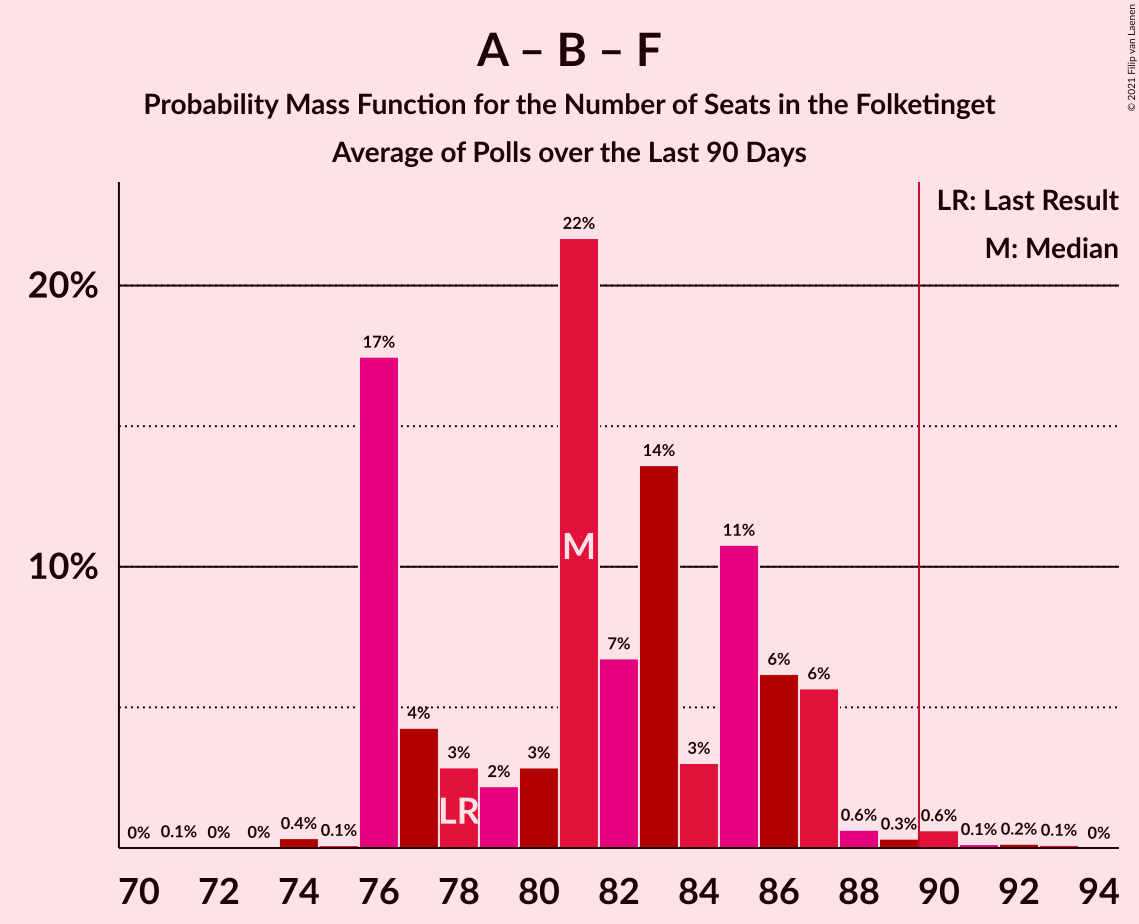 A – B – F
Probability Mass Function for the Number of Seats in the Folketinget
Average of Polls over the Last 90 Days
© 2021 Filip van Laenen
LR: Last Result
M: Median
20%
10%
0% 0.1% 0% 0% 0.4% 0.1% 17% 4% 3% 2% 3% 22% 7% 14% 3% 11% 6% 6% 0.6% 0.3% 0.6% 0.1% 0.2% 0.1% 0%
M
LR
70 72 74 76 78 80 82 84 86 88 90 92 94